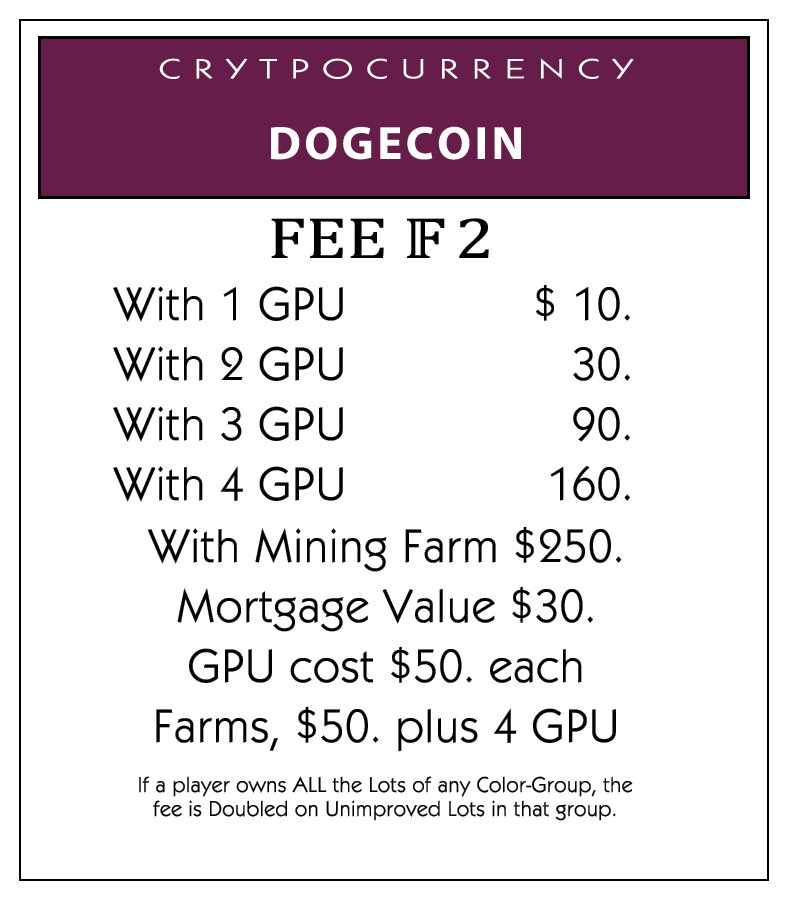 CRYTPOCURRENCY
DOGECOIN
FEE 𝔽 2
With 1 GPU $ 10.
With 2 GPU 30.
With 3 GPU 90.
With 4 GPU 160.
With Mining Farm $250.
Mortgage Value $30.
GPU cost $50. each
Farms, $50. plus 4 GPU
If a player owns ALL the Lots of any Color-Group, the
fee is Doubled on Unimproved Lots in that group.